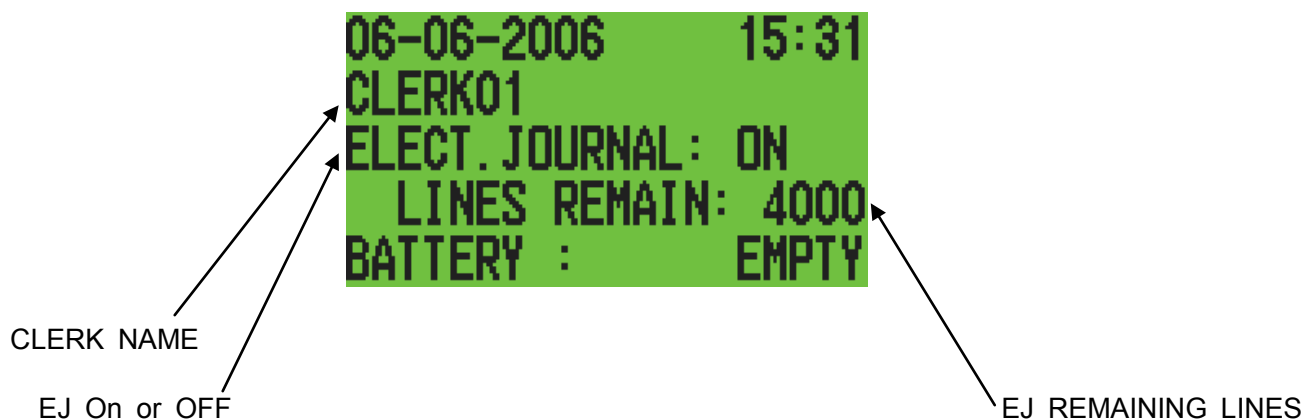 06-06-2006 15:31
CLERK01
ELECT.JOURNAL: ON
LINES REMAIN: 4000
BATTERY : EMPTY
CLERK NAME
EJ On or OFF
EJ REMAINING LINES